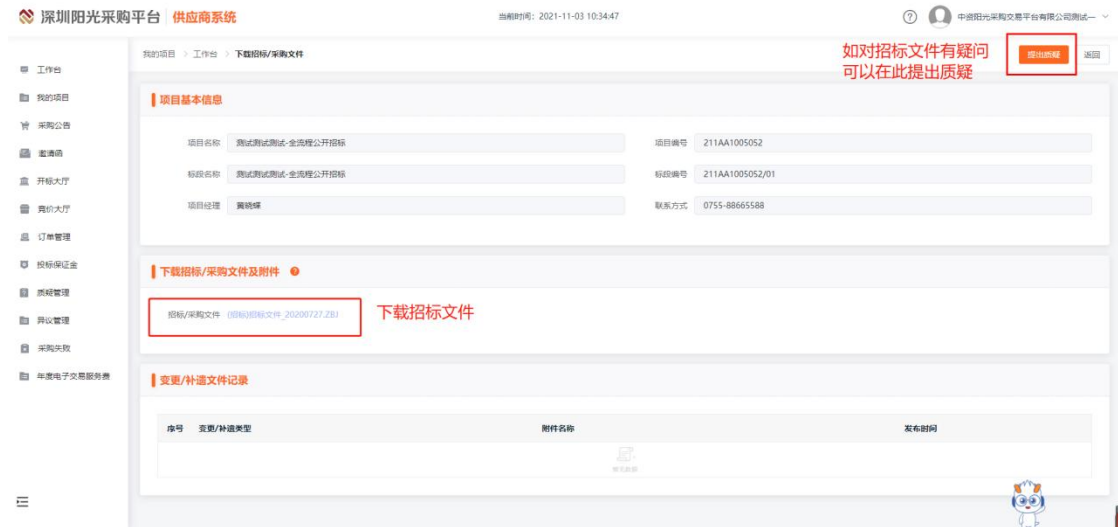 深圳阳光采购平台 供应商系统
当前时间：2021-11-03 10:34:47
中资阳光采购交易平台有限公司测试一
我的项目 > 工作台 > 下载招标/采购文件
如对招标文件有疑问
可以在此提出质疑
提出质疑
返回
工作台
我的项目
采购公告
邀请函
开标大厅
竞价大厅
订单管理
投标保证金
质疑管理
异议管理
采购失败
年度电子交易服务费
项目基本信息
项目名称 测试测试测试-全流程公开招标
项目编号 211AA1005052
标段名称 测试测试测试-全流程公开招标
标段编号 211AA1005052/01
项目经理 黄晓蝶
联系方式 0755-88665588
下载招标/采购文件及附件
招标/采购文件 (招标)招标文件_20200727.ZBJ
下载招标文件
变更/补遗文件记录
序号 变更/补遗类型 附件名称 发布时间
暂无数据